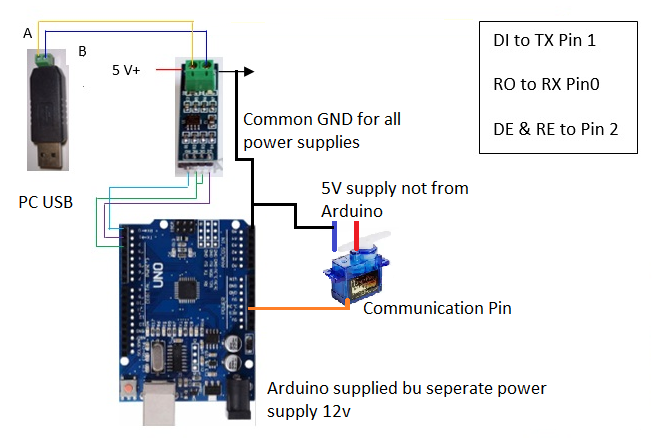 A
B
5 V+
DI to TX Pin 1
RO to RX Pin0
DE & RE to Pin 2
Common GND for all
power supplies
PC USB
5V supply not from
Arduino
UNO
Communication Pin
Arduino supplied bu seperate power
supply 12v